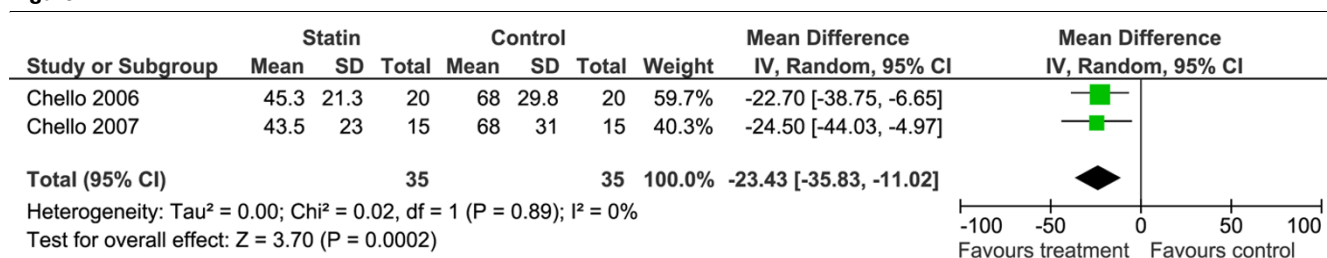 Statin Control Mean Difference Mean Difference
Study or Subgroup Mean SD Total Mean SD Total Weight IV, Random, 95% CI IV, Random, 95% CI
Chello 2006 45.3 21.3 20 68 29.8 20 59.7% -22.70 [-38.75, -6.65]
Chello 2007 43.5 23 15 68 31 15 40.3% -24.50 [-44.03, -4.97]
Total (95% CI) 35 35 100.0% -23.43 [-35.83, -11.02]
Heterogeneity: Tau² = 0.00; Chi² = 0.02, df = 1 (P = 0.89); I² = 0%
Test for overall effect: Z = 3.70 (P = 0.0002)
-100 -50 0 50 100
Favours treatment Favours control